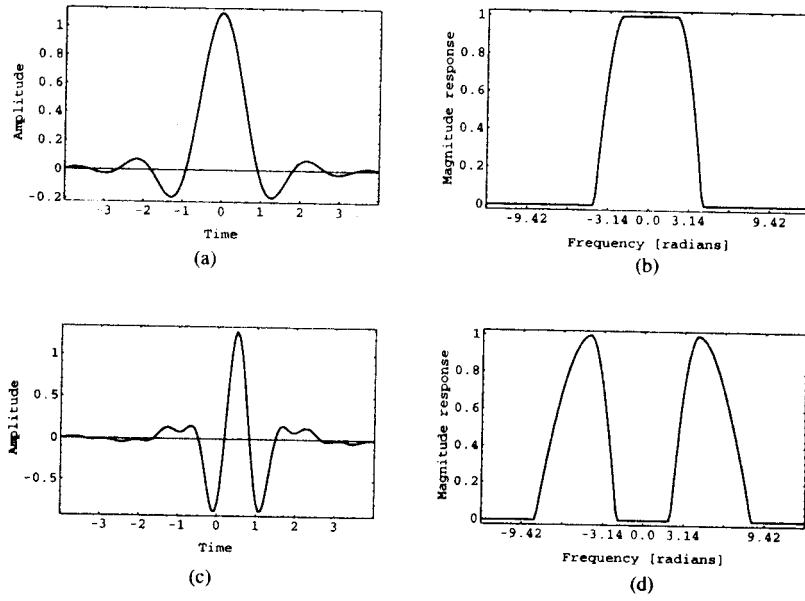 Amplitude
1
0.8
0.6
0.4
0.2
0
-0.2
-3 -2 -1 0 1 2 3
Time
(a)
Magnitude response
1
0.8
0.6
0.4
0.2
0
-9.42 -3.14 0.0 3.14 9.42
Frequency [radians]
(b)
Amplitude
1
0.5
0
-0.5
-3 -2 -1 0 1 2 3
Time
(c)
Magnitude response
1
0.8
0.6
0.4
0.2
0
-9.42 -3.14 0.0 3.14 9.42
Frequency [radians]
(d)